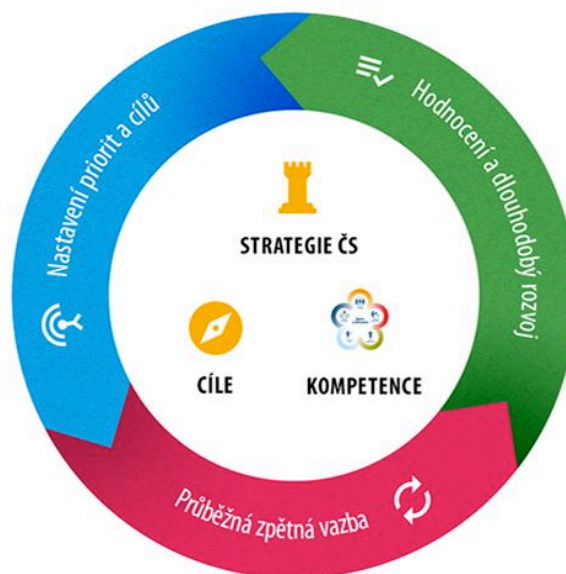 Nastavení priorit a cílů
Hodnocení a dlouhodobý rozvoj
STRATEGIE ČS
CÍLE
KOMPETENCE
Průběžná zpětná vazba